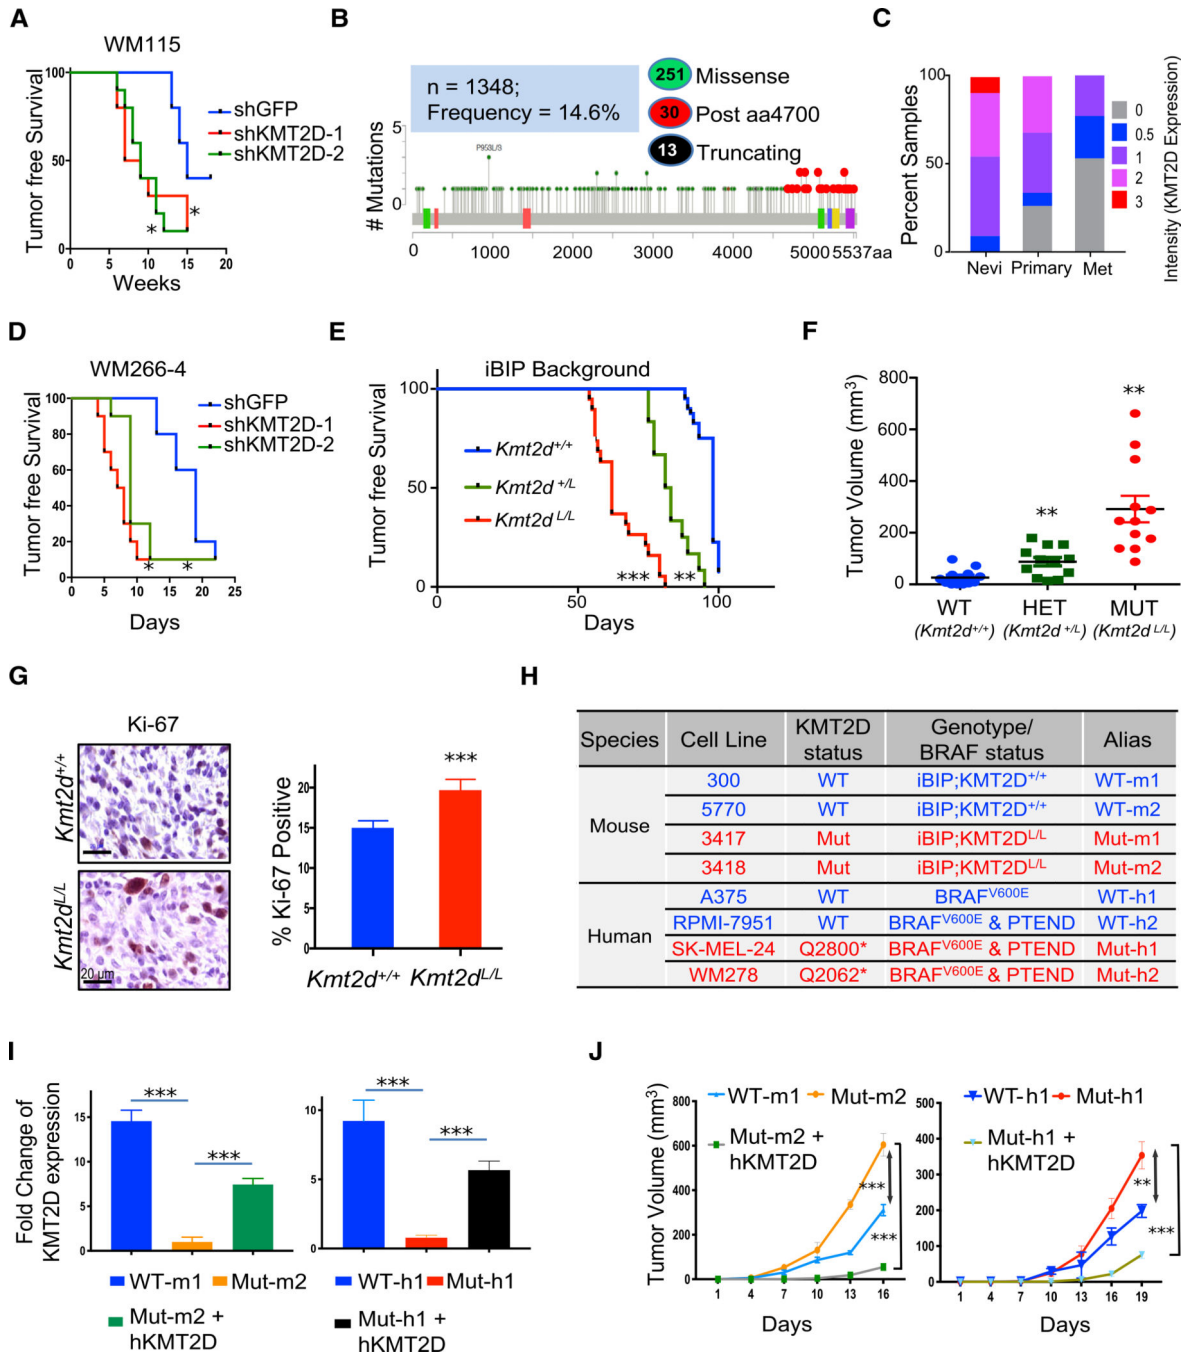 A
WM115
Tumor free Survival
100
50
0
0 5 10 15 20
Weeks
shGFP
shKMT2D-1
shKMT2D-2
*
*
B
n = 1348;
Frequency = 14.6%
251 Missense
30 Post aa4700
13 Truncating
# Mutations
5
0
P953L/S
0 1000 2000 3000 4000 5000 5537aa
C
Percent Samples
100
50
0
Nevi Primary Met
0
0.5
1
2
3
Intensity (KMT2D Expression)
D
WM266-4
Tumor free Survival
100
80
60
40
20
0
0 5 10 15 20 25
Days
shGFP
shKMT2D-1
shKMT2D-2
* *
E
iBIP Background
Tumor free Survival
100
50
0
0 50 100
Days
Kmt2d+/+
Kmt2d +/L
Kmt2d L/L
*** **
F
Tumor Volume (mm3)
800
600
400
200
0
**
**
WT HET MUT
(Kmt2d+/+) (Kmt2d +/L) (Kmt2d L/L)
G
Ki-67
Kmt2d+/+
Kmt2dL/L
20 µm
% Ki-67 Positive
20
15
10
5
0
***
Kmt2d+/+ Kmt2dL/L
H
Species Cell Line KMT2D status Genotype/ BRAF status Alias
Mouse
300 WT iBIP;KMT2D+/+ WT-m1
5770 WT iBIP;KMT2D+/+ WT-m2
3417 Mut iBIP;KMT2DL/L Mut-m1
3418 Mut iBIP;KMT2DL/L Mut-m2
Human
A375 WT BRAFV600E WT-h1
RPMI-7951 WT BRAFV600E & PTEND WT-h2
SK-MEL-24 Q2800* BRAFV600E & PTEND Mut-h1
WM278 Q2062* BRAFV600E & PTEND Mut-h2
I
Fold Change of
KMT2D expression
15
10
5
0
***
***
WT-m1 Mut-m2
Mut-m2 +
hKMT2D
10
5
0
***
***
WT-h1 Mut-h1
Mut-h1 +
hKMT2D
J
Tumor Volume (mm3)
800
600
400
200
0
WT-m1 Mut-m2
Mut-m2 +
hKMT2D
***
***
1 4 7 10 13 16
Days
500
400
300
200
100
0
WT-h1 Mut-h1
Mut-h1 +
hKMT2D
**
***
1 4 7 10 13 16 19
Days